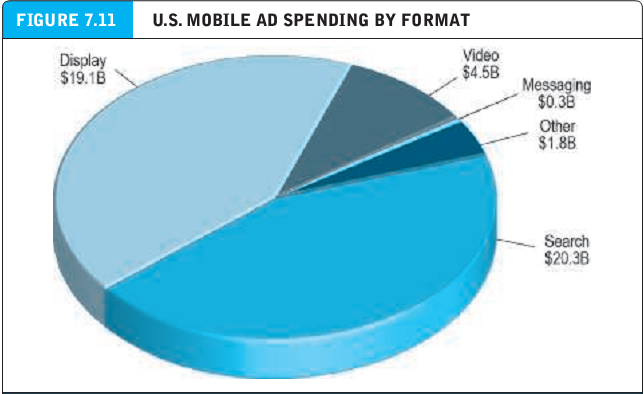 FIGURE 7.11
U.S. MOBILE AD SPENDING BY FORMAT
Display
$19.1B
Video
$4.5B
Messaging
$0.3B
Other
$1.8B
Search
$20.3B